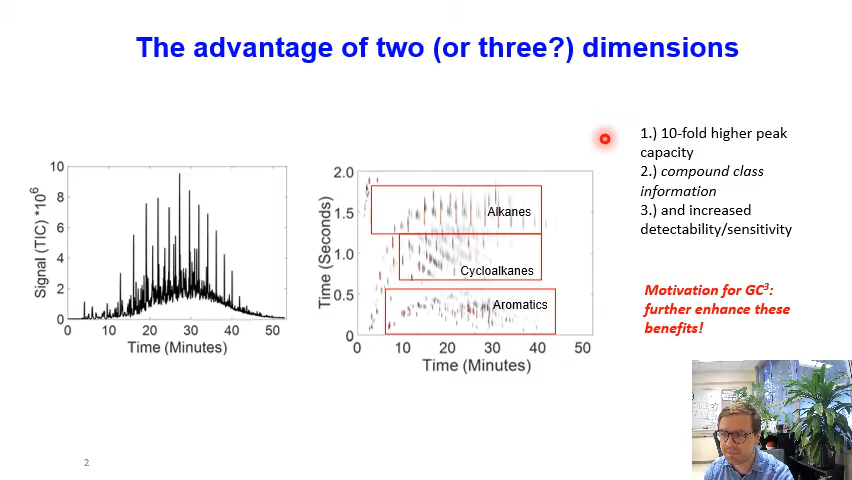 The advantage of two (or three?) dimensions
10
8
6
4
2
0
Signal (TIC) *10⁶
0 10 20 30 40 50
Time (Minutes)
2.0
1.5
1.0
0.5
0
Time (Seconds)
Alkanes
Cycloalkanes
Aromatics
10 20 30 40 50
Time (Minutes)
1.) 10-fold higher peak
capacity
2.) compound class
information
3.) and increased
detectability/sensitivity
Motivation for GC³:
further enhance these
benefits!
2